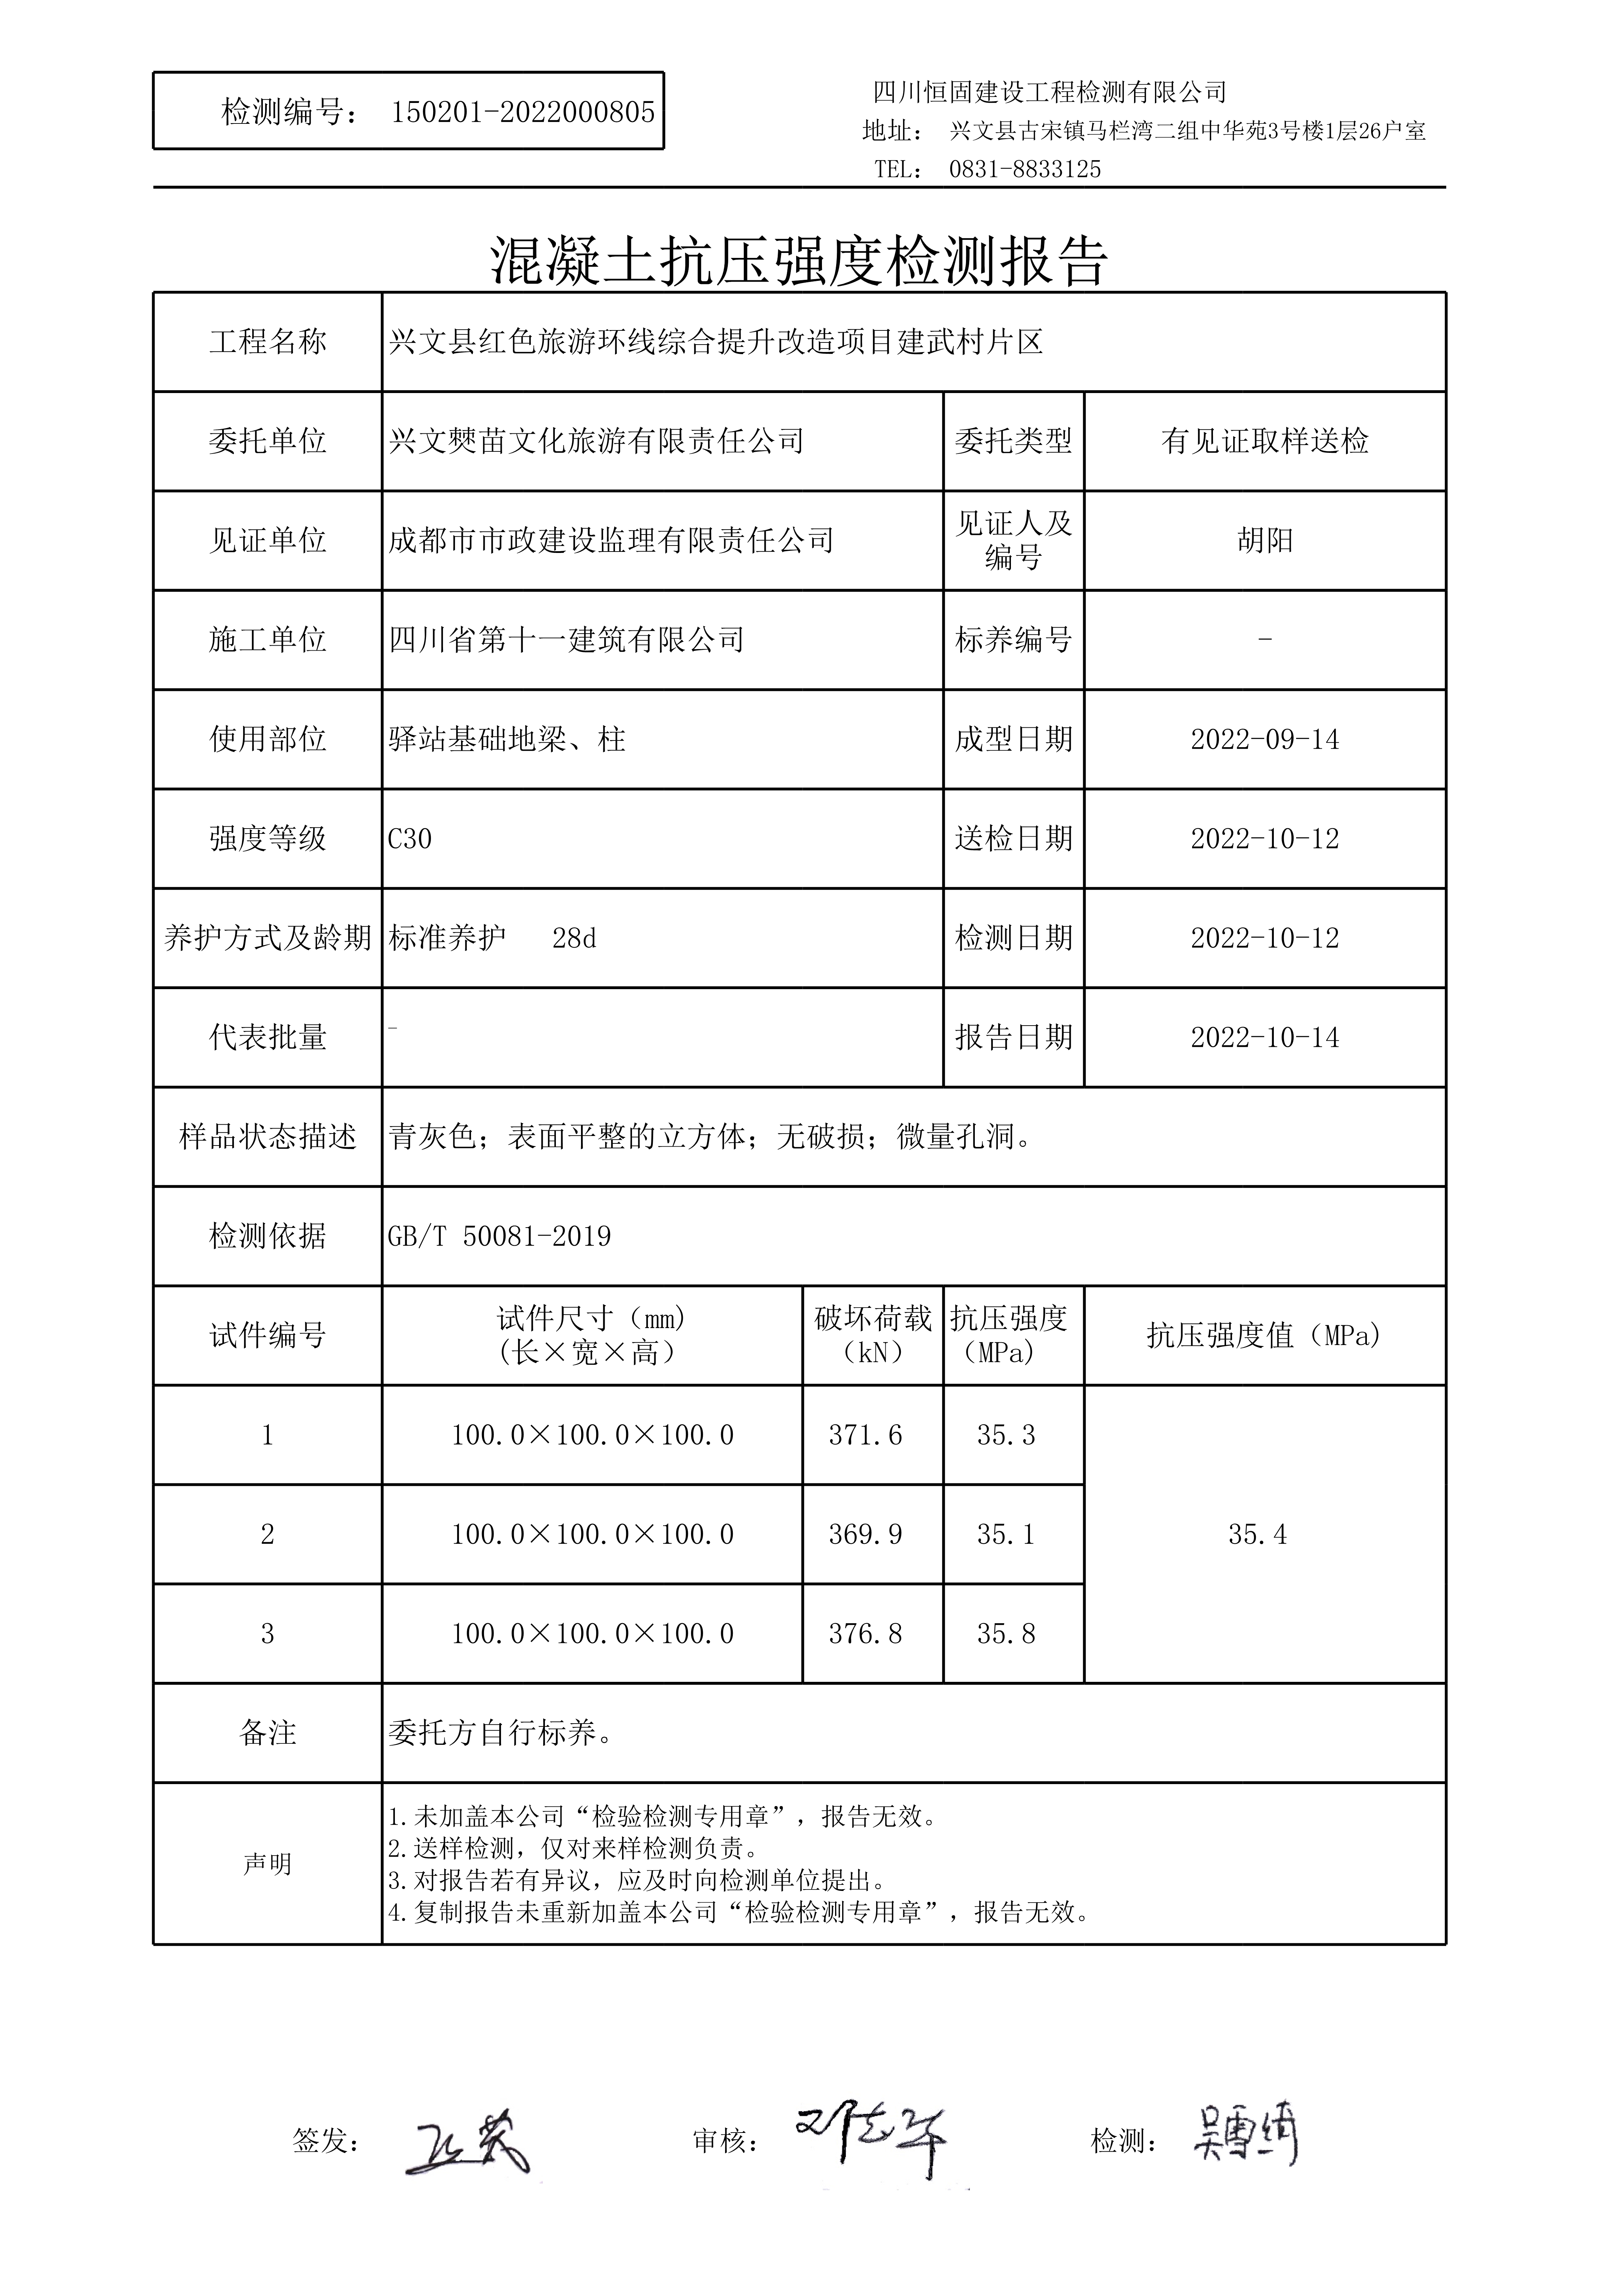 检测编号： 150201-2022000805
四川恒固建设工程检测有限公司
地址： 兴文县古宋镇马栏湾二组中华苑3号楼1层26户室
TEL： 0831-8833125
混凝土抗压强度检测报告
工程名称 兴文县红色旅游环线综合提升改造项目建武村片区
委托单位 兴文僰苗文化旅游有限责任公司 委托类型 有见证取样送检
见证单位 成都市市政建设监理有限责任公司 见证人及编号 胡阳
施工单位 四川省第十一建筑有限公司 标养编号 -
使用部位 驿站基础地梁、柱 成型日期 2022-09-14
强度等级 C30 送检日期 2022-10-12
养护方式及龄期 标准养护 28d 检测日期 2022-10-12
代表批量 - 报告日期 2022-10-14
样品状态描述 青灰色；表面平整的立方体；无破损；微量孔洞。
检测依据 GB/T 50081-2019
试件编号 试件尺寸（mm）（长×宽×高） 破坏荷载（kN） 抗压强度（MPa） 抗压强度值（MPa）
1 100.0×100.0×100.0 371.6 35.3
2 100.0×100.0×100.0 369.9 35.1 35.4
3 100.0×100.0×100.0 376.8 35.8
备注 委托方自行标养。
声明
1.未加盖本公司“检验检测专用章”，报告无效。
2.送样检测，仅对来样检测负责。
3.对报告若有异议，应及时向检测单位提出。
4.复制报告未重新加盖本公司“检验检测专用章”，报告无效。
签发： 审核： 检测： 吴雪绮